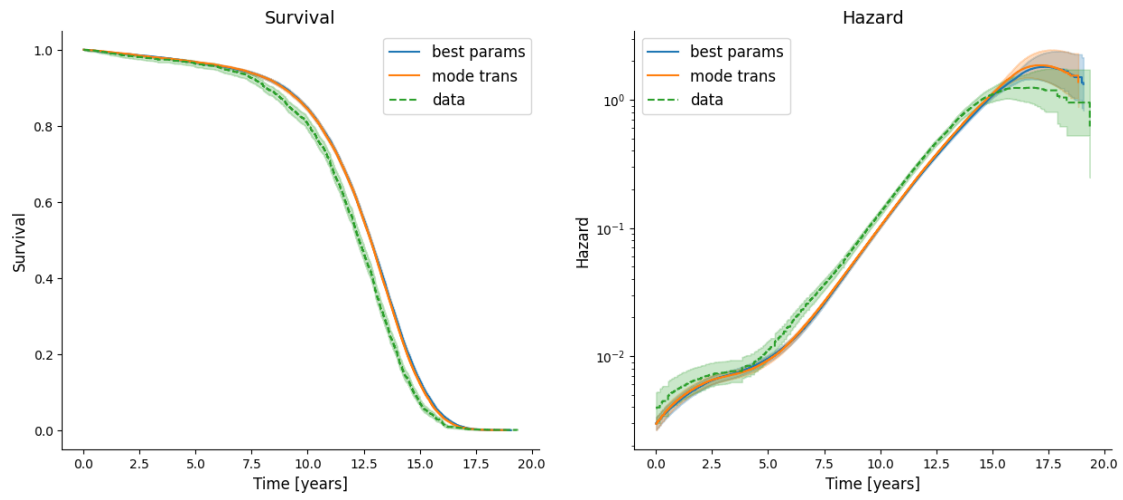 Survival
best params
mode trans
data
1.0
0.8
0.6
0.4
0.2
0.0
Survival
0.0
2.5
5.0
7.5
10.0
12.5
15.0
17.5
20.0
Time [years]
Hazard
best params
mode trans
data
10⁰
10⁻¹
10⁻²
Hazard
0.0
2.5
5.0
7.5
10.0
12.5
15.0
17.5
20.0
Time [years]